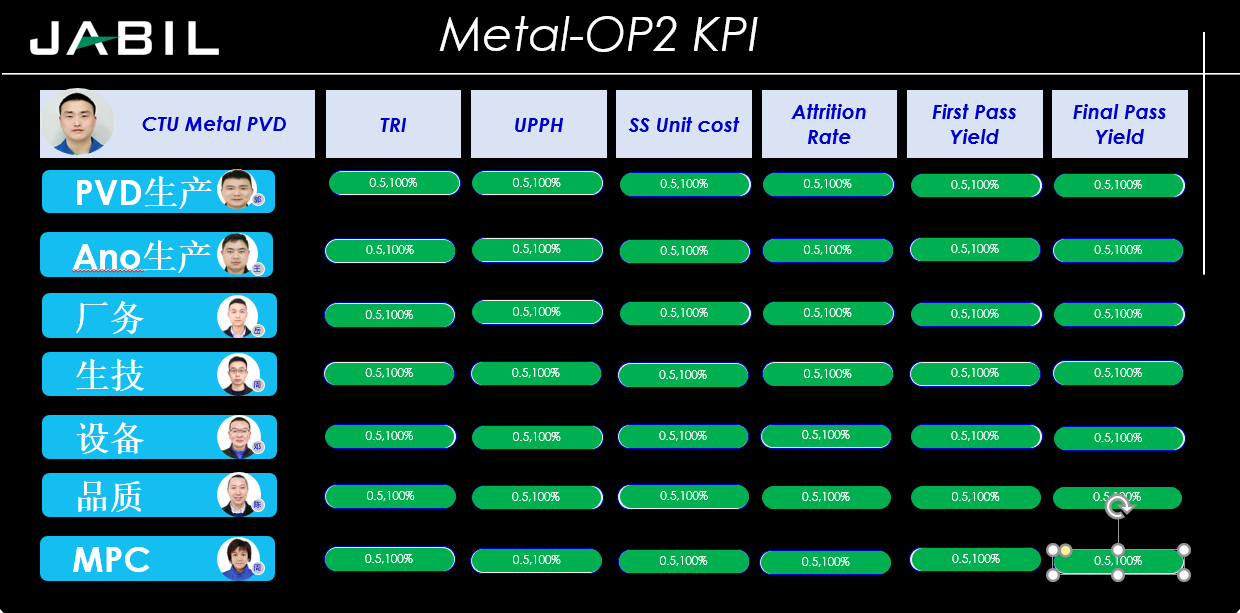 JABIL
Metal-OP2 KPI
CTU Metal PVD
TRI
UPPH
SS Unit cost
Attrition
Rate
First Pass
Yield
Final Pass
Yield
PVD生产
郭
0.5,100%
0.5,100%
0.5,100%
0.5,100%
0.5,100%
0.5,100%
Ano生产
王
0.5,100%
0.5,100%
0.5,100%
0.5,100%
0.5,100%
0.5,100%
厂务
岳
0.5,100%
0.5,100%
0.5,100%
0.5,100%
0.5,100%
0.5,100%
生技
周
0.5,100%
0.5,100%
0.5,100%
0.5,100%
0.5,100%
0.5,100%
设备
邓
0.5,100%
0.5,100%
0.5,100%
0.5,100%
0.5,100%
0.5,100%
品质
陈
0.5,100%
0.5,100%
0.5,100%
0.5,100%
0.5,100%
0.5,100%
MPC
周
0.5,100%
0.5,100%
0.5,100%
0.5,100%
0.5,100%
0.5,100%